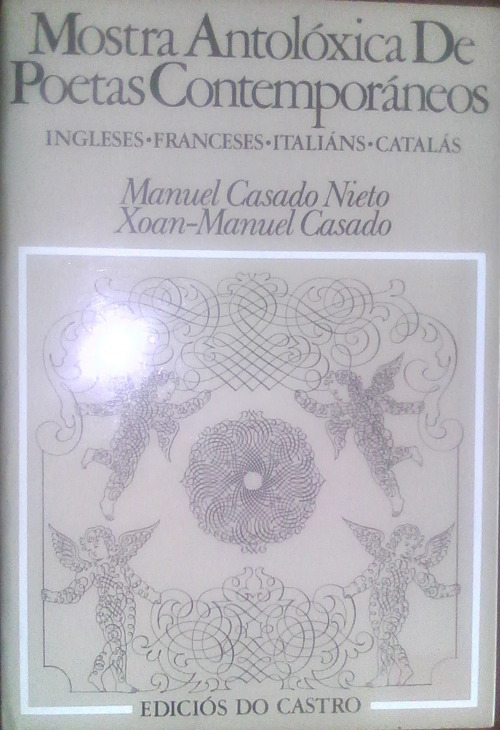 Mostra Antolóxica De
Poetas Contemporáneos
INGLESES·FRANCESES·ITALIÁNS·CATALÁS
Manuel Casado Nieto
Xoan-Manuel Casado
EDICIÓS DO CASTRO